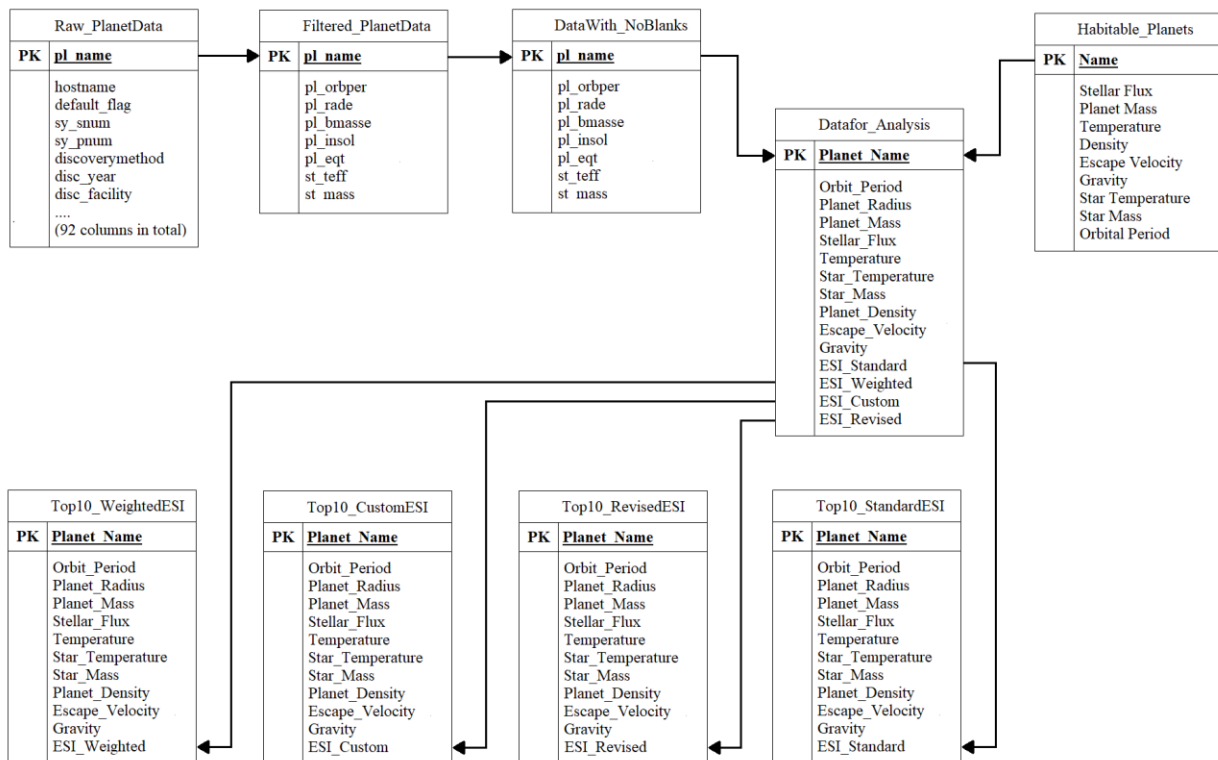 Raw_PlanetData
PK pl_name
hostname
default_flag
sy_snum
sy_pnum
discoverymethod
disc_year
disc_facility
....
(92 columns in total)
Filtered_PlanetData
PK pl_name
pl_orbper
pl_rade
pl_bmasse
pl_insol
pl_eqt
st_teff
st_mass
DataWith_NoBlanks
PK pl_name
pl_orbper
pl_rade
pl_bmasse
pl_insol
pl_eqt
st_teff
st_mass
Habitable_Planets
PK Name
Stellar Flux
Planet Mass
Temperature
Density
Escape Velocity
Gravity
Star Temperature
Star Mass
Orbital Period
Datafor_Analysis
PK Planet_Name
Orbit_Period
Planet_Radius
Planet_Mass
Stellar_Flux
Temperature
Star_Temperature
Star_Mass
Planet_Density
Escape_Velocity
Gravity
ESI_Standard
ESI_Weighted
ESI_Custom
ESI_Revised
Top10_WeightedESI
PK Planet_Name
Orbit_Period
Planet_Radius
Planet_Mass
Stellar_Flux
Temperature
Star_Temperature
Star_Mass
Planet_Density
Escape_Velocity
Gravity
ESI_Weighted
Top10_CustomESI
PK Planet_Name
Orbit_Period
Planet_Radius
Planet_Mass
Stellar_Flux
Temperature
Star_Temperature
Star_Mass
Planet_Density
Escape_Velocity
Gravity
ESI_Custom
Top10_RevisedESI
PK Planet_Name
Orbit_Period
Planet_Radius
Planet_Mass
Stellar_Flux
Temperature
Star_Temperature
Star_Mass
Planet_Density
Escape_Velocity
Gravity
ESI_Revised
Top10_StandardESI
PK Planet_Name
Orbit_Period
Planet_Radius
Planet_Mass
Stellar_Flux
Temperature
Star_Temperature
Star_Mass
Planet_Density
Escape_Velocity
Gravity
ESI_Standard